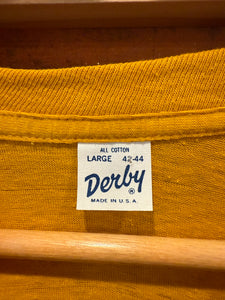 ALL COTTON
LARGE 42-44
Derby®
MADE IN U.S.A.